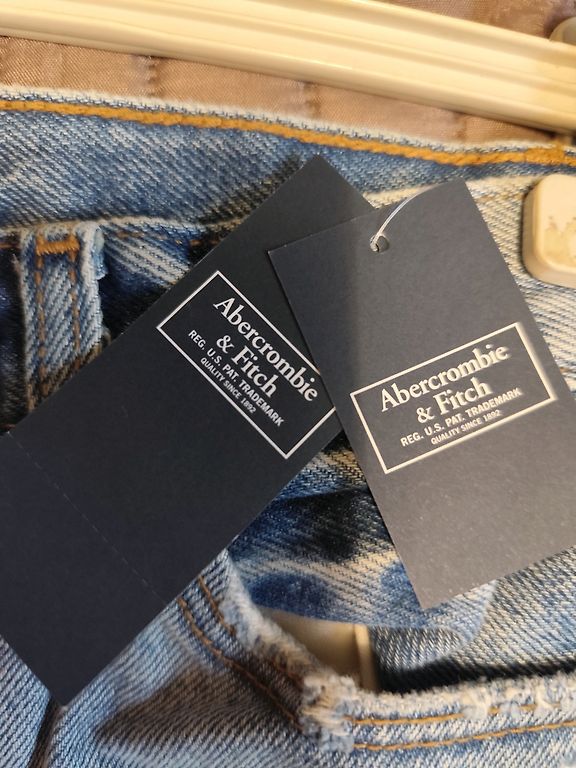 Abercrombie
& Fitch
REG. U.S. PAT. TRADEMARK
QUALITY SINCE 1892
Abercrombie
& Fitch
REG. U.S. PAT. TRADEMARK
QUALITY SINCE 1892